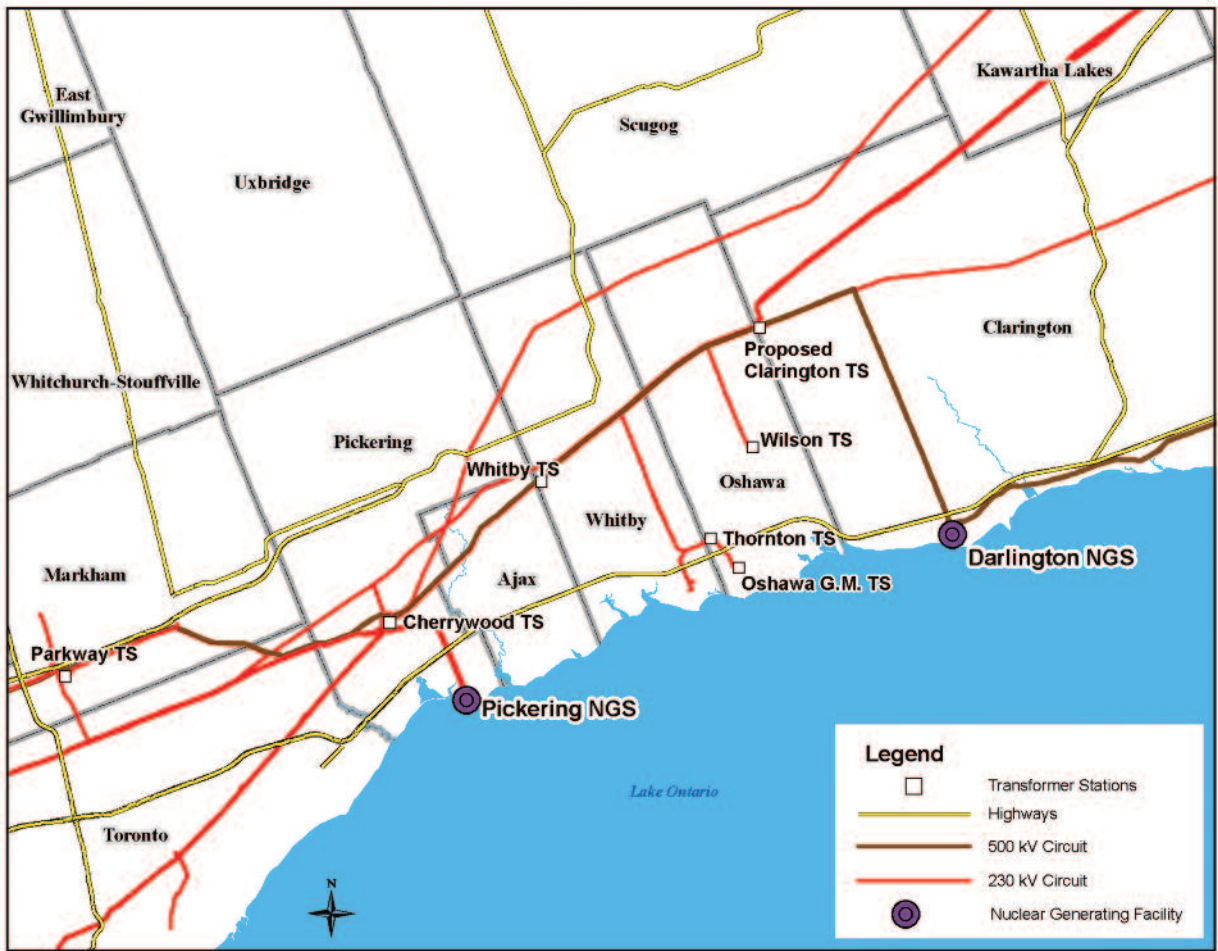 Kawartha Lakes
East
Gwillimbury
Scugog
Uxbridge
Clarington
Proposed
Clarington TS
Whitchurch-Stouffville
Pickering
Wilson TS
Whitby TS
Oshawa
Whitby
Thornton TS
Darlington NGS
Markham
Ajax
Oshawa G.M. TS
Cherrywood TS
Parkway TS
Pickering NGS
Lake Ontario
Toronto
N
Legend
Transformer Stations
Highways
500 kV Circuit
230 kV Circuit
Nuclear Generating Facility